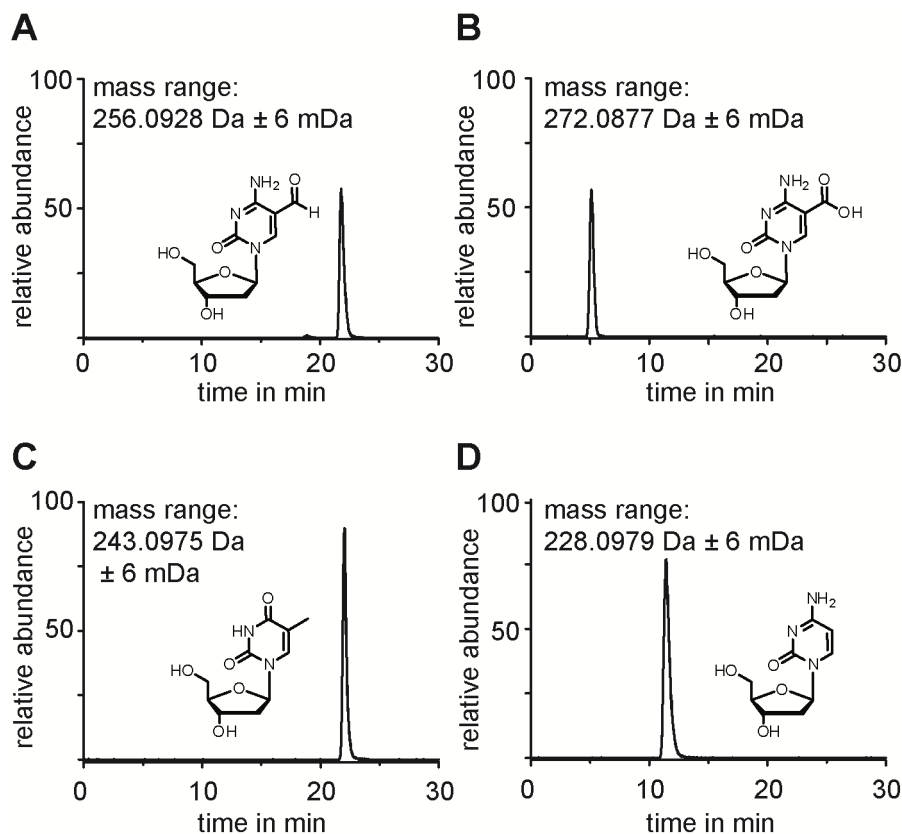 A
100
mass range:
256.0928 Da ± 6 mDa
relative abundance
50
NH2
O
N
H
O
N
HO
O
OH
0
10
20
30
time in min
B
100
mass range:
272.0877 Da ± 6 mDa
relative abundance
50
NH2
O
N
OH
O
N
HO
O
OH
0
10
20
30
time in min
C
100
mass range:
243.0975 Da
± 6 mDa
relative abundance
50
O
HN
O
N
HO
O
OH
0
10
20
30
time in min
D
100
mass range:
228.0979 Da ± 6 mDa
relative abundance
50
NH2
N
O
N
HO
O
OH
0
10
20
30
time in min